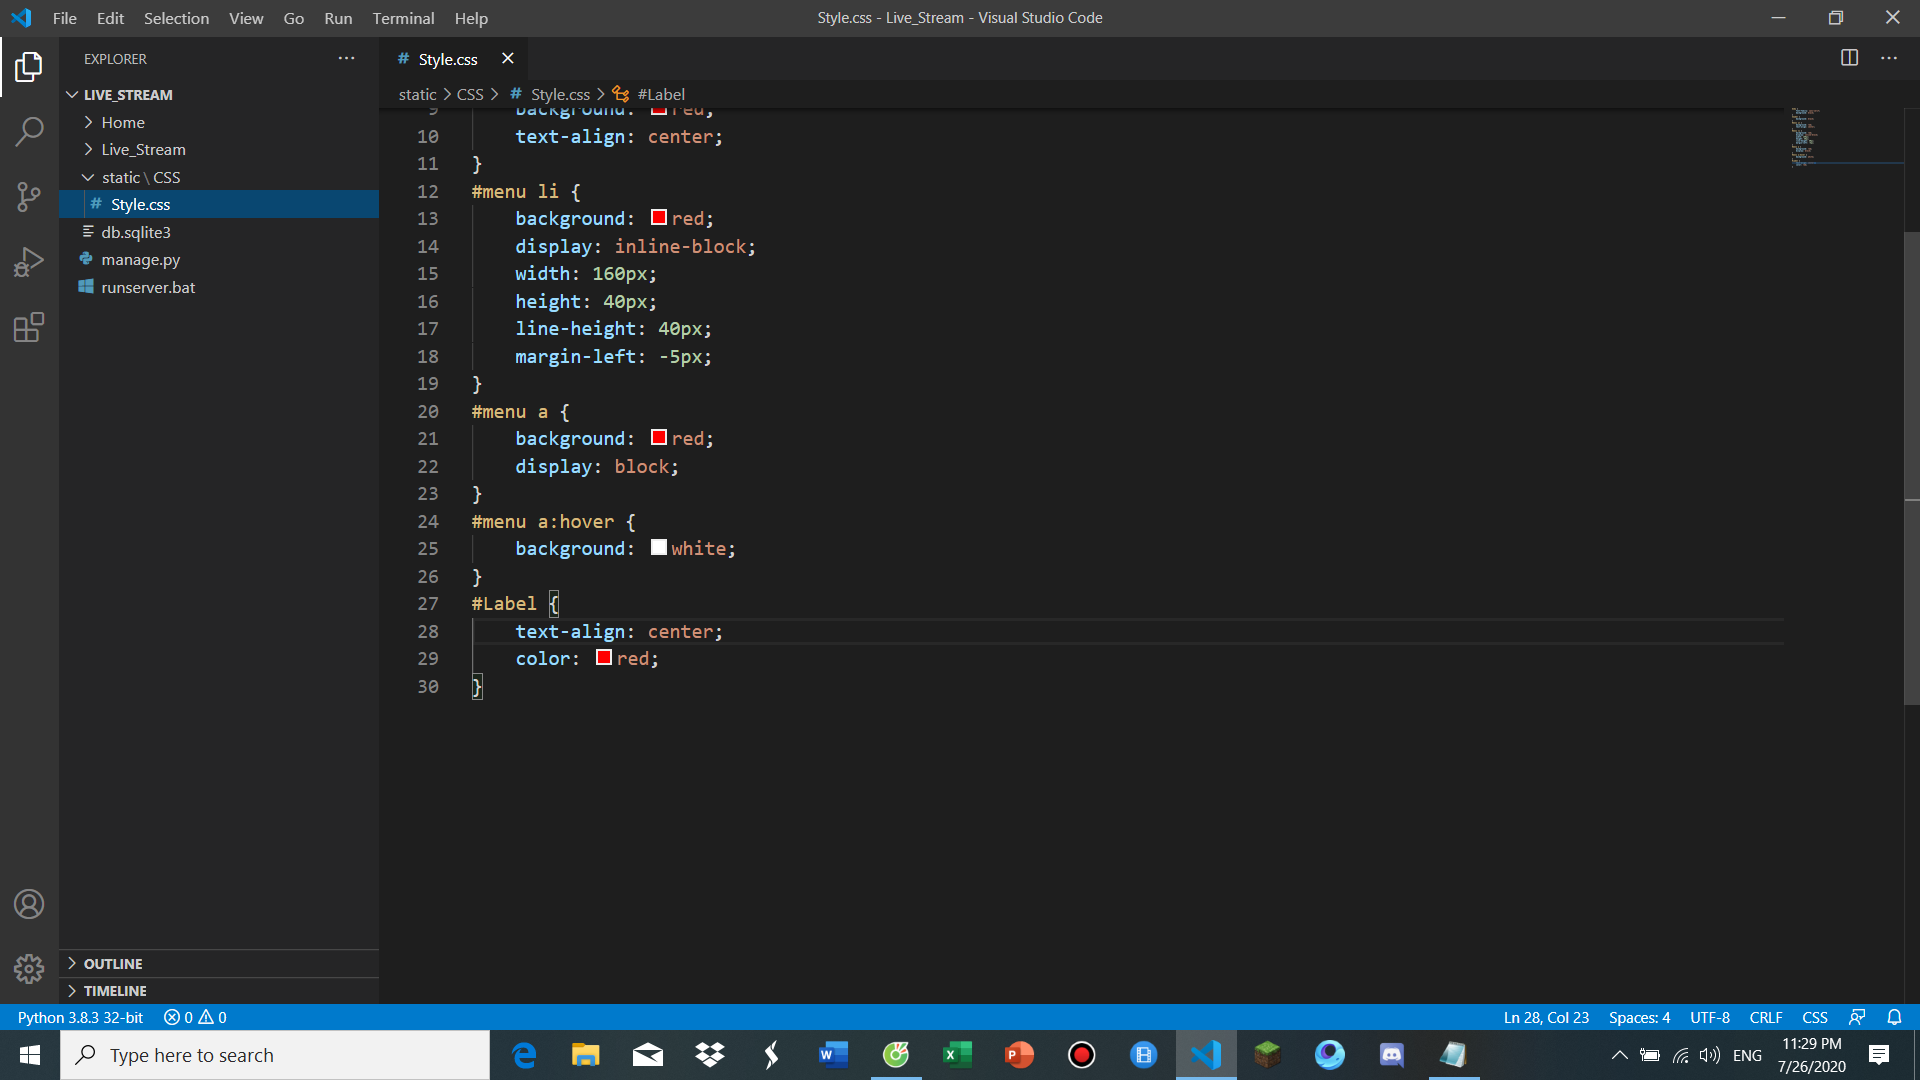 File Edit Selection View Go Run Terminal Help
Style.css - Live_Stream - Visual Studio Code
EXPLORER
LIVE_STREAM
Home
Live_Stream
static \ CSS
# Style.css
db.sqlite3
manage.py
runserver.bat
OUTLINE
TIMELINE
# Style.css
static > CSS > # Style.css > #Label
9 background: red;
10 text-align: center;
11 }
12 #menu li {
13 background: red;
14 display: inline-block;
15 width: 160px;
16 height: 40px;
17 line-height: 40px;
18 margin-left: -5px;
19 }
20 #menu a {
21 background: red;
22 display: block;
23 }
24 #menu a:hover {
25 background: white;
26 }
27 #Label {
28 text-align: center;
29 color: red;
30 }
Python 3.8.3 32-bit 0 0
Ln 28, Col 23 Spaces: 4 UTF-8 CRLF CSS
Type here to search
ENG
11:29 PM
7/26/2020